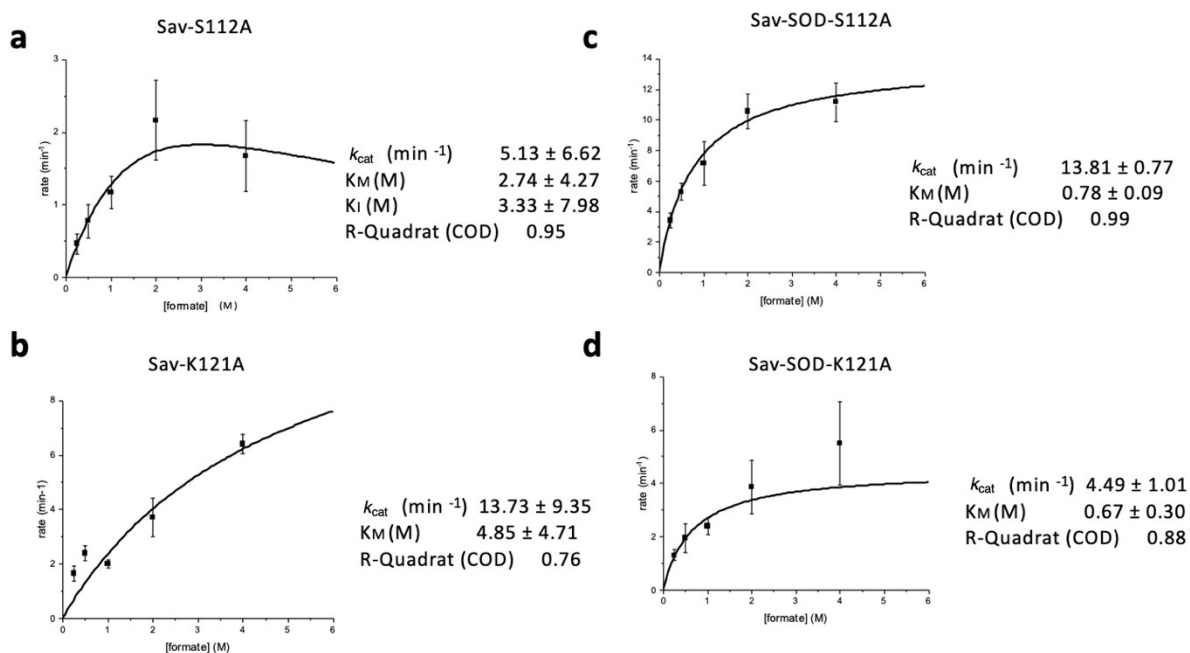 a
Sav-S112A
3
2
1
0
0 1 2 3 4 5 6
rate (min⁻¹)
[formate] (M)
kcat (min -1) 5.13 ± 6.62
KM (M) 2.74 ± 4.27
KI (M) 3.33 ± 7.98
R-Quadrat (COD) 0.95
c
Sav-SOD-S112A
14
12
10
8
6
4
2
0
0 1 2 3 4 5 6
rate (min⁻¹)
[formate] (M)
kcat (min -1) 13.81 ± 0.77
KM (M) 0.78 ± 0.09
R-Quadrat (COD) 0.99
b
Sav-K121A
8
6
4
2
0
0 1 2 3 4 5 6
rate (min-1)
[formate] (M)
kcat (min -1) 13.73 ± 9.35
KM (M) 4.85 ± 4.71
R-Quadrat (COD) 0.76
d
Sav-SOD-K121A
8
6
4
2
0
0 1 2 3 4 5 6
rate (min⁻¹)
[formate] (M)
kcat (min -1) 4.49 ± 1.01
KM (M) 0.67 ± 0.30
R-Quadrat (COD) 0.88